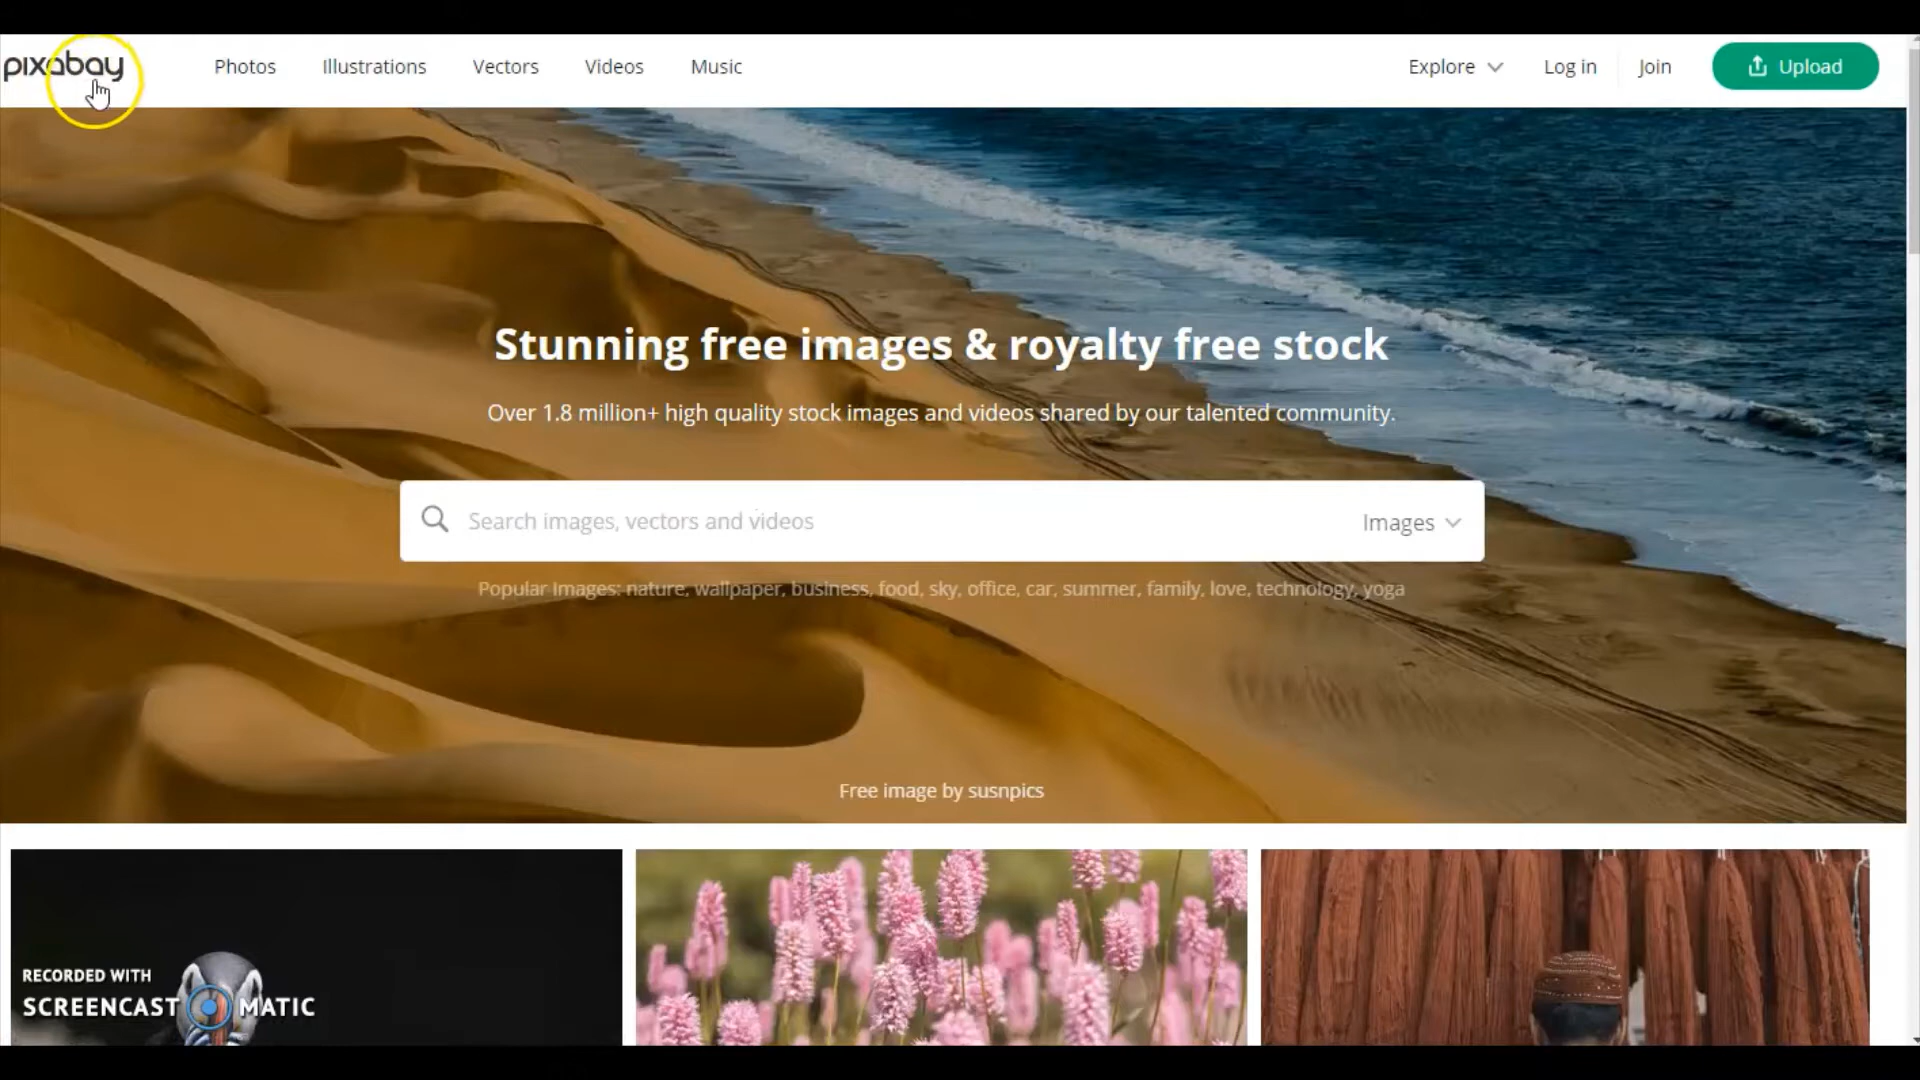 pixabay
Photos
Illustrations
Vectors
Videos
Music
Explore
Log in
Join
Upload
Stunning free images & royalty free stock
Over 1.8 million+ high quality stock images and videos shared by our talented community.
Search images, vectors and videos
Images
Popular Images: nature, wallpaper, business, food, sky, office, car, summer, family, love, technology, yoga
Free image by susnpics
RECORDED WITH
SCREENCAST MATIC